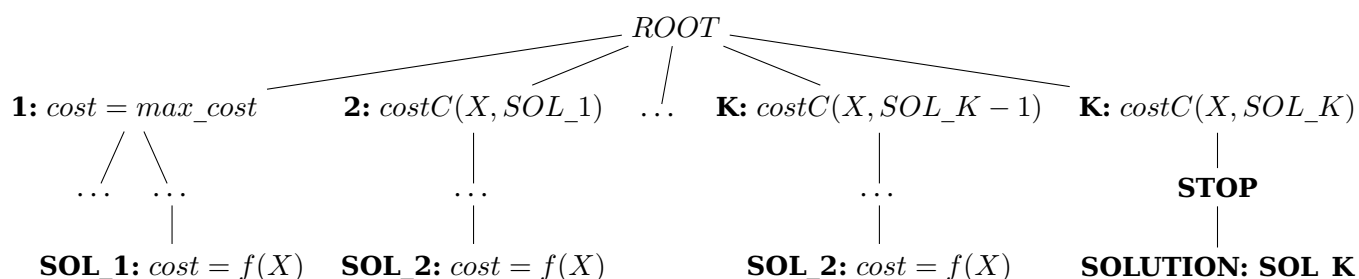 ROOT
1: cost = max_cost 2: costC(X, SOL_1) ... K: costC(X, SOL_K − 1) K: costC(X, SOL_K)
... ... ... ... STOP
SOL_1: cost = f(X) SOL_2: cost = f(X) SOL_2: cost = f(X) SOLUTION: SOL_K